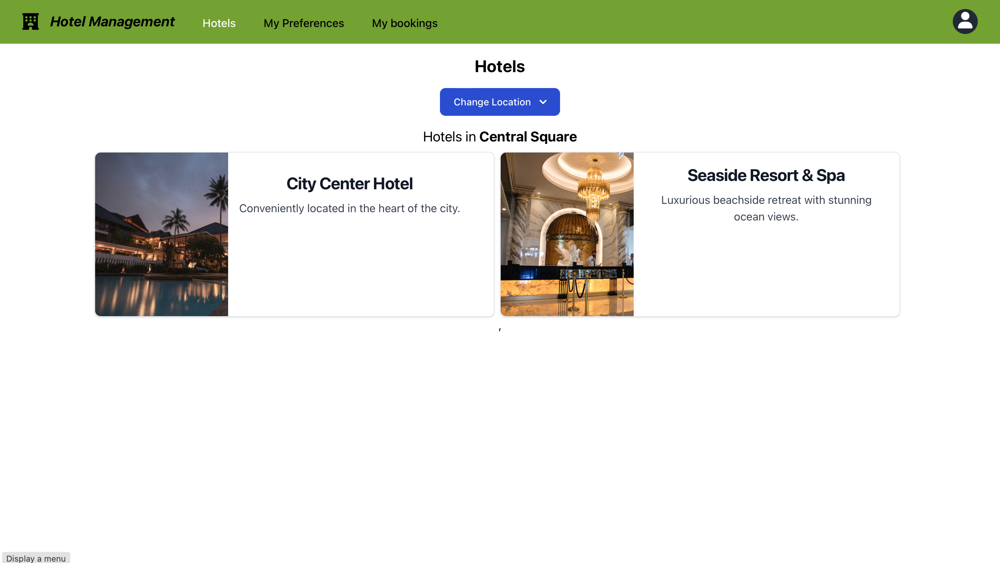 Hotel Management
Hotels
My Preferences
My bookings
Hotels
Change Location
Hotels in Central Square
City Center Hotel
Conveniently located in the heart of the city.
Seaside Resort & Spa
Luxurious beachside retreat with stunning
ocean views.
,
Display a menu